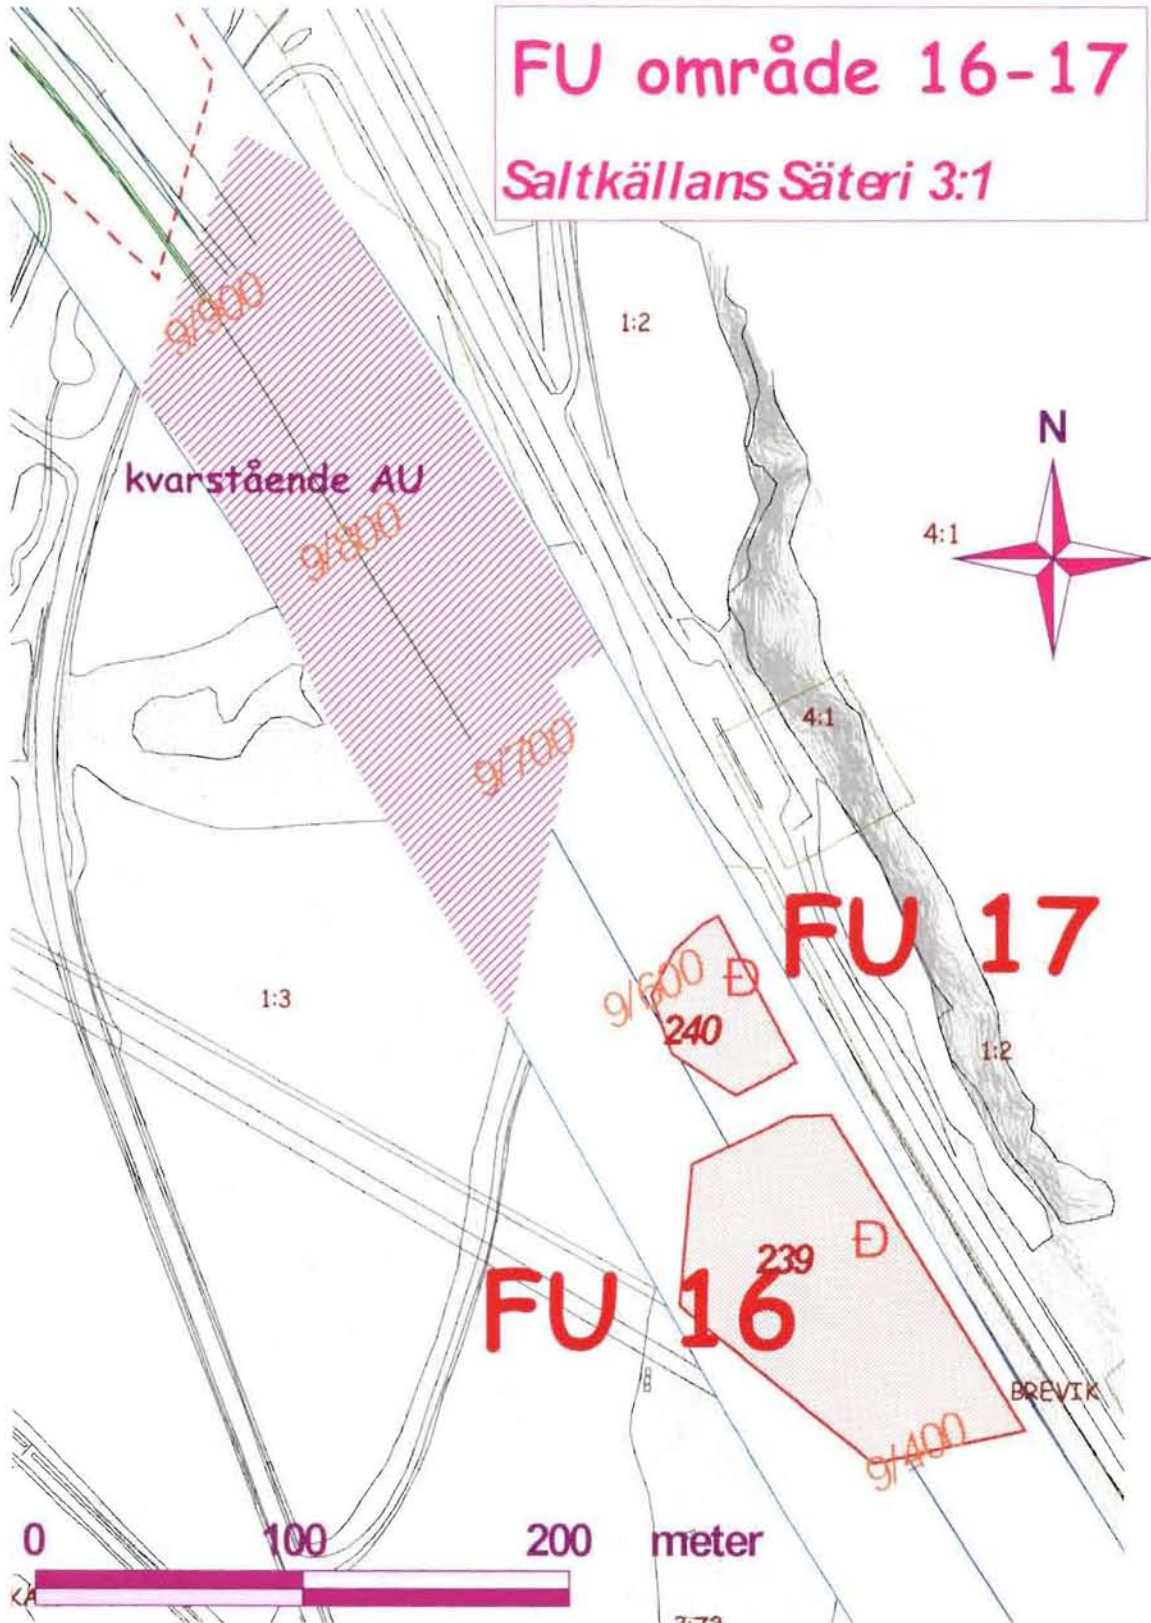 FU område 16-17
Saltkällans Säteri 3:1
9/900
1:2
N
kvarstående AU
9/800
4:1
4:1
9/700
FU 17
9/600
Đ
240
1:3
1:2
239
Đ
FU 16
BREVIK
9/400
0 100 200 meter